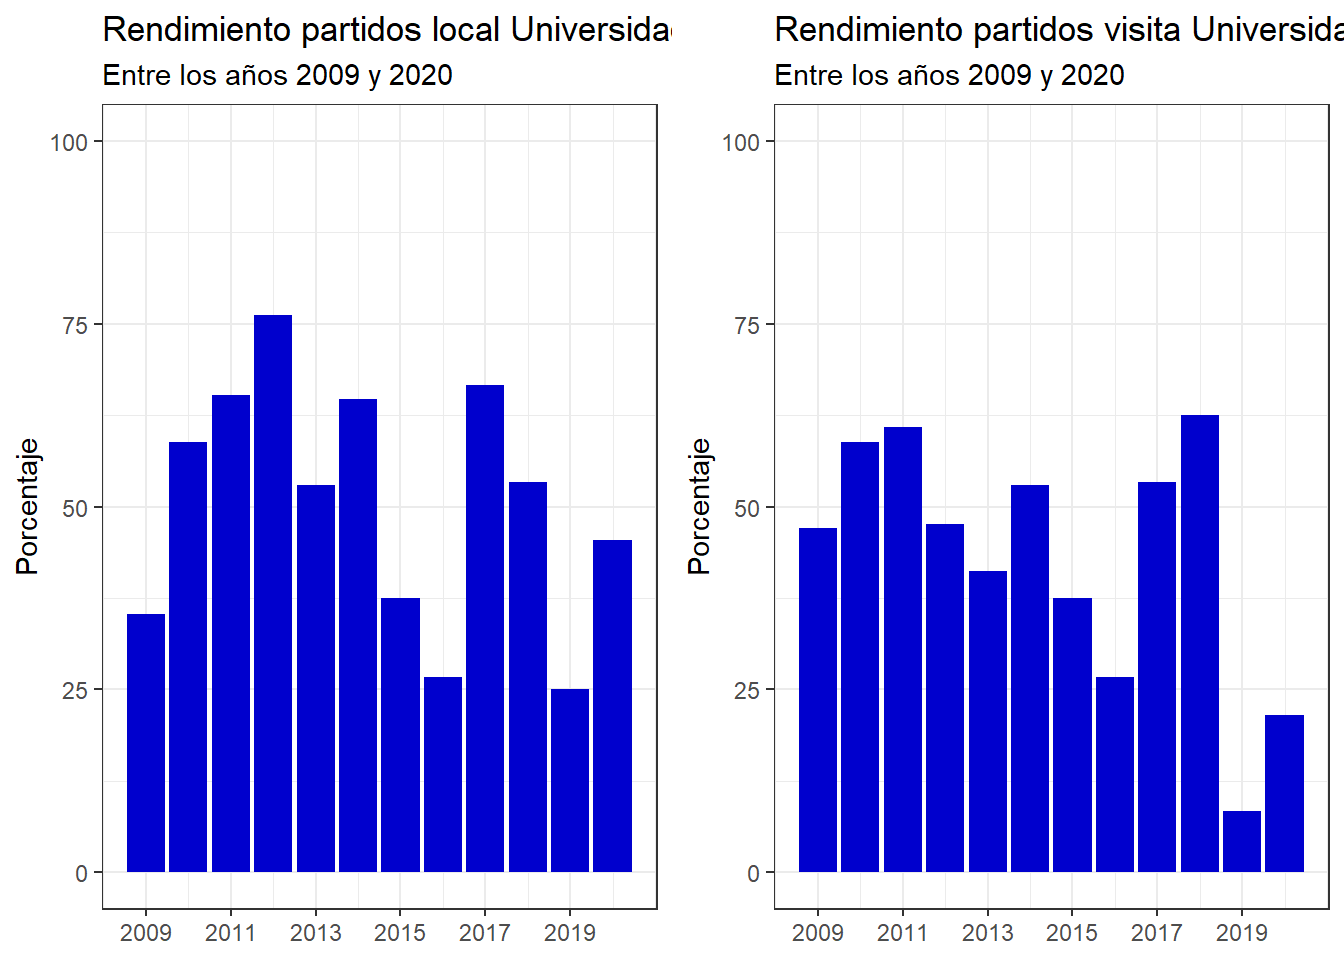 Rendimiento partidos local Universida
Entre los años 2009 y 2020
Porcentaje
100
75
50
25
0
2009 2011 2013 2015 2017 2019
Rendimiento partidos visita Universida
Entre los años 2009 y 2020
Porcentaje
100
75
50
25
0
2009 2011 2013 2015 2017 2019